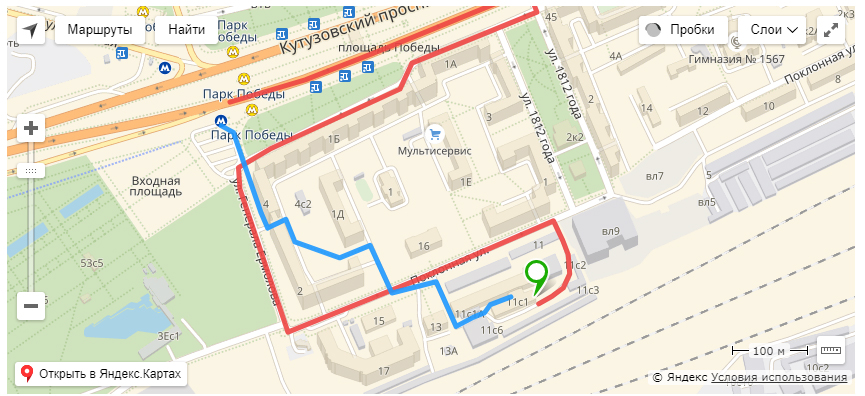 Маршруты
Найти
Парк
Победы
Кутузовский просп
площадь Победы
45
Пробки
Слои
4А
Гимназия № 1567
Поклонная ул.
Парк Победы
Парк Победы
1А
3
2
14
12
10
ул. 1812 года
ул. 1812 года
1Б
Мультисервис
2к2
Входная
площадь
4
4с2
1Д
1
1Е
1
вл7
вл5
вл9
ул. Генерала Ермолова
16
11
Поклонная ул.
53с5
2
11с2
11с3
11с1
11с1А
11с6
15
13
13А
17
3Ес1
100 м
Открыть в Яндекс.Картах
© Яндекс Условия использования
10с2